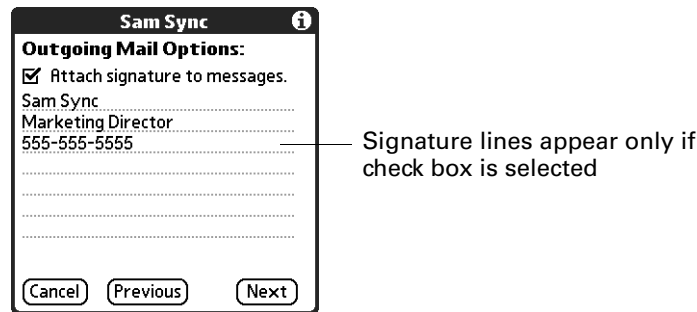 Sam Sync
Outgoing Mail Options:
Attach signature to messages.
Sam Sync
Marketing Director
555-555-5555
Signature lines appear only if
check box is selected
Cancel Previous Next